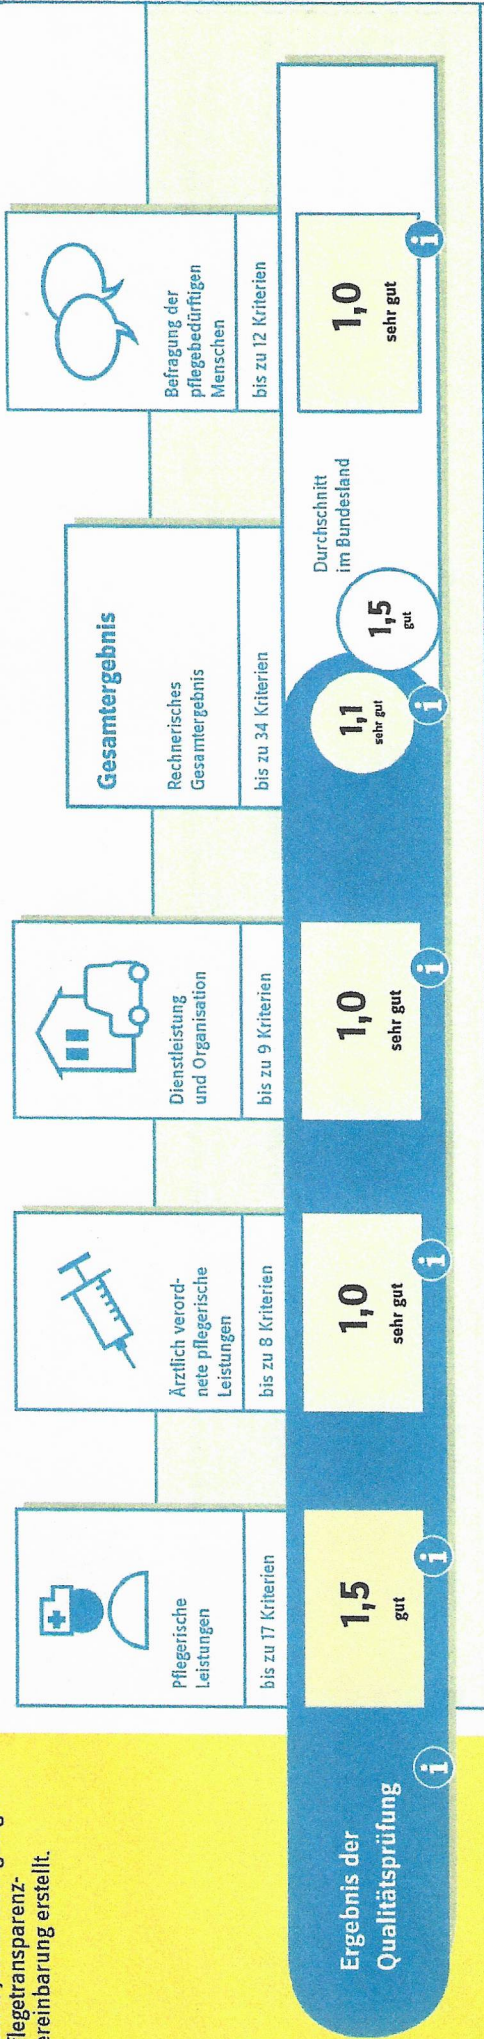 Pflegerische
Leistungen
bis zu 17 Kriterien
1,5
gut
Ärztlich verord-
nete pflegerische
Leistungen
bis zu 8 Kriterien
1,0
sehr gut
Dienstleistung
und Organisation
bis zu 9 Kriterien
1,0
sehr gut
Gesamtergebnis
Rechnerisches
Gesamtergebnis
bis zu 34 Kriterien
1,1
sehr gut
1,5
gut
Durchschnitt
im Bundesland
Befragung der
pflegebedürftigen
Menschen
bis zu 12 Kriterien
1,0
sehr gut
Ergebnis der
Qualitätsprüfung
legetransparenz-
ereinbarung erstellt.